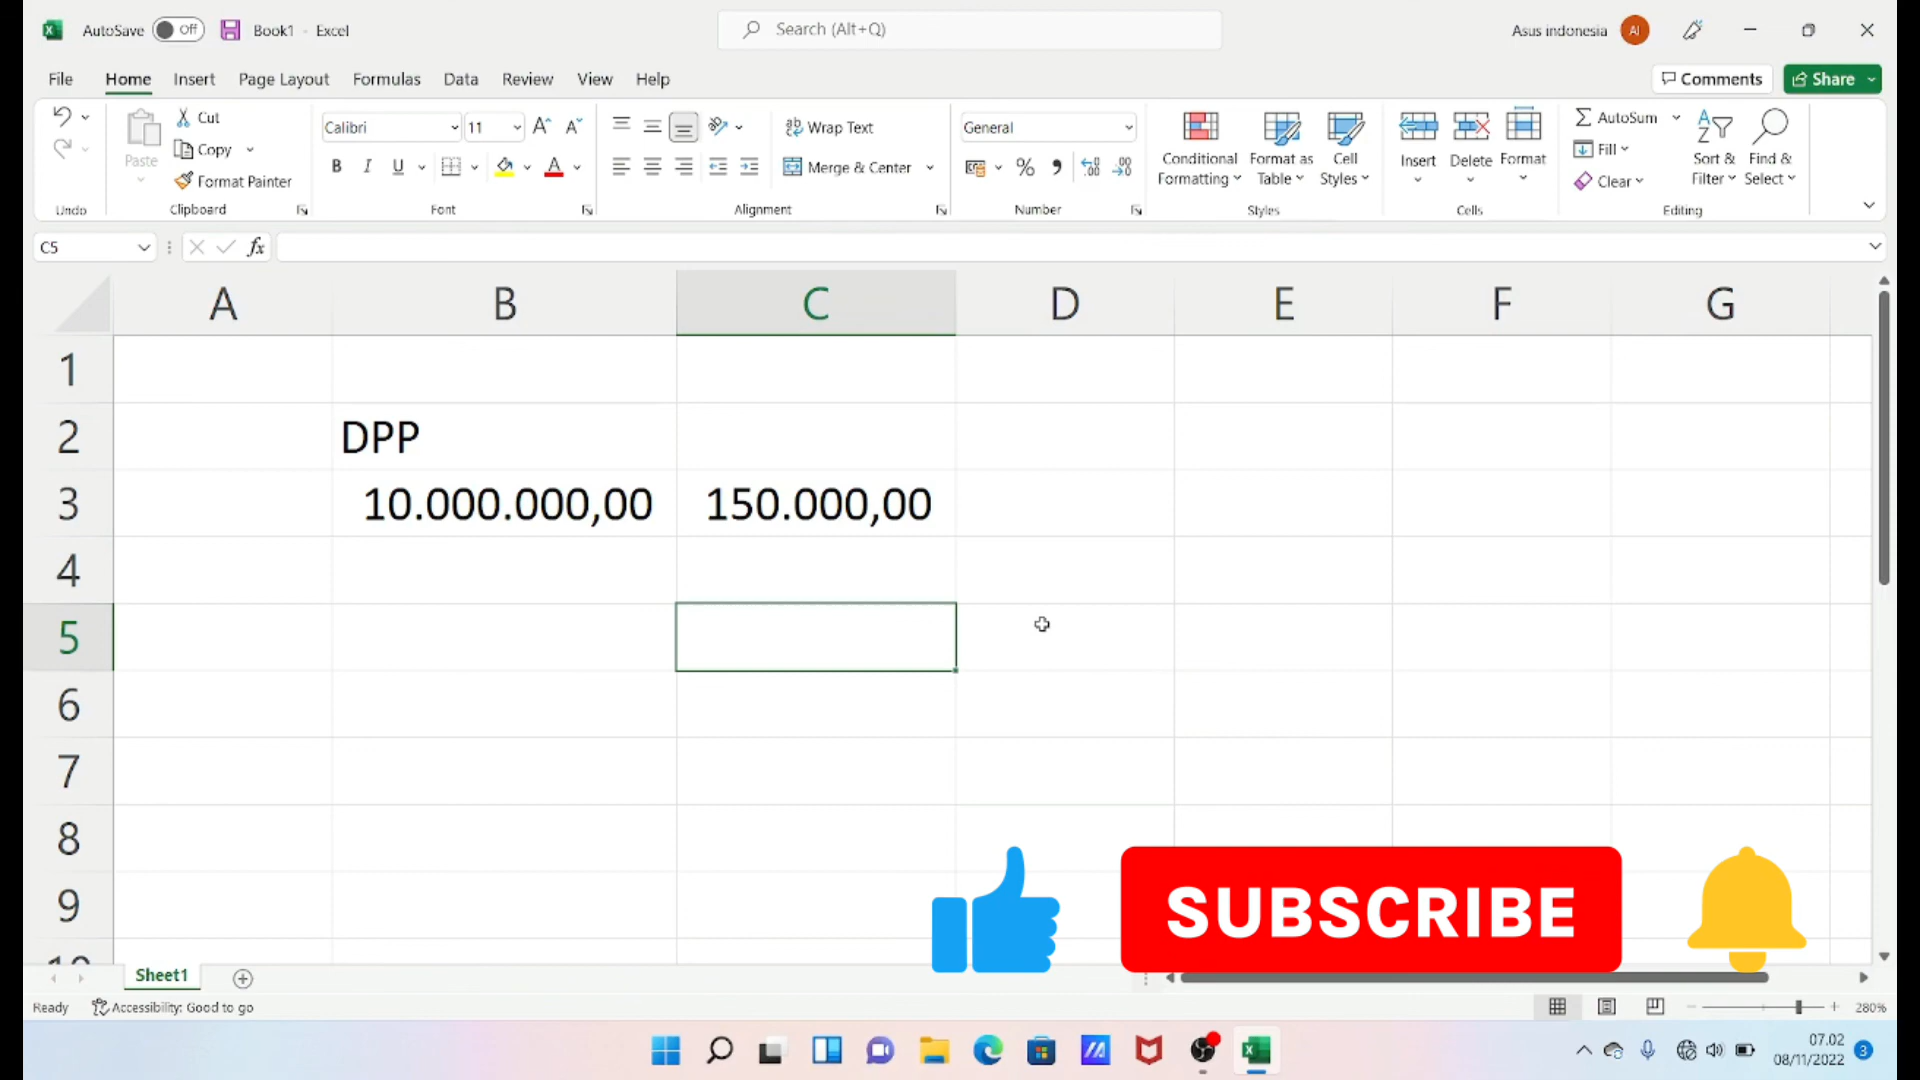 AutoSave Off Book1 - Excel Search (Alt+Q) Asus indonesia AI
File Home Insert Page Layout Formulas Data Review View Help Comments Share
Cut Calibri 11 Wrap Text General AutoSum
Paste Copy Conditional Formatting Format as Table Cell Styles Insert Delete Format Fill Sort & Filter Find & Select
Format Painter B I U Merge & Center % Clear
Undo Clipboard Font Alignment Number Styles Cells Editing
C5 fx
A B C D E F G
1
2 DPP
3 10.000.000,00 150.000,00
4
5
6
7
8
9
SUBSCRIBE
10
Sheet1
Ready Accessibility: Good to go 280%
07.02
08/11/2022 3